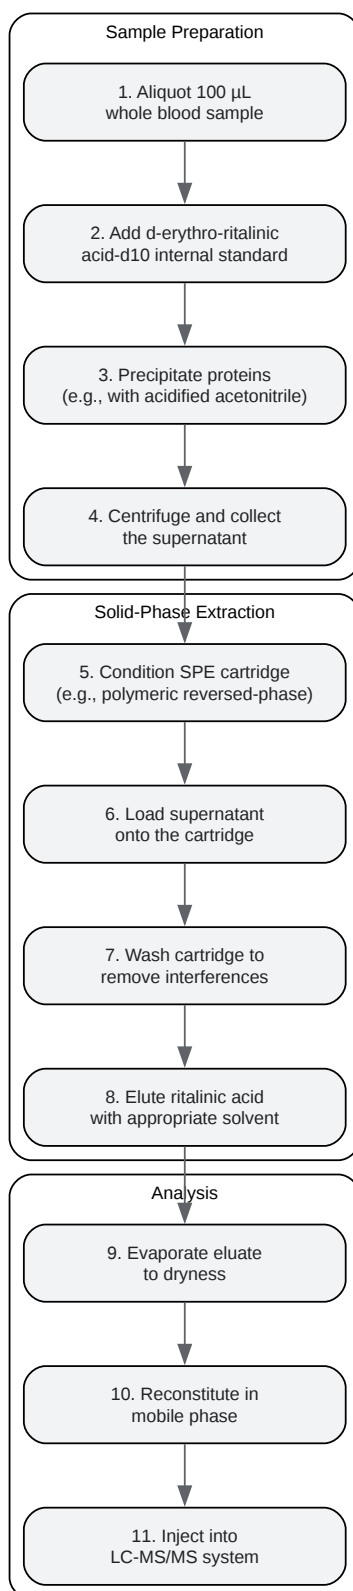 Sample Preparation
1. Aliquot 100 µL
whole blood sample
2. Add d-erythro-ritalinic
acid-d10 internal standard
3. Precipitate proteins
(e.g., with acidified acetonitrile)
4. Centrifuge and collect
the supernatant
Solid-Phase Extraction
5. Condition SPE cartridge
(e.g., polymeric reversed-phase)
6. Load supernatant
onto the cartridge
7. Wash cartridge to
remove interferences
8. Elute ritalinic acid
with appropriate solvent
Analysis
9. Evaporate eluate
to dryness
10. Reconstitute in
mobile phase
11. Inject into
LC-MS/MS system